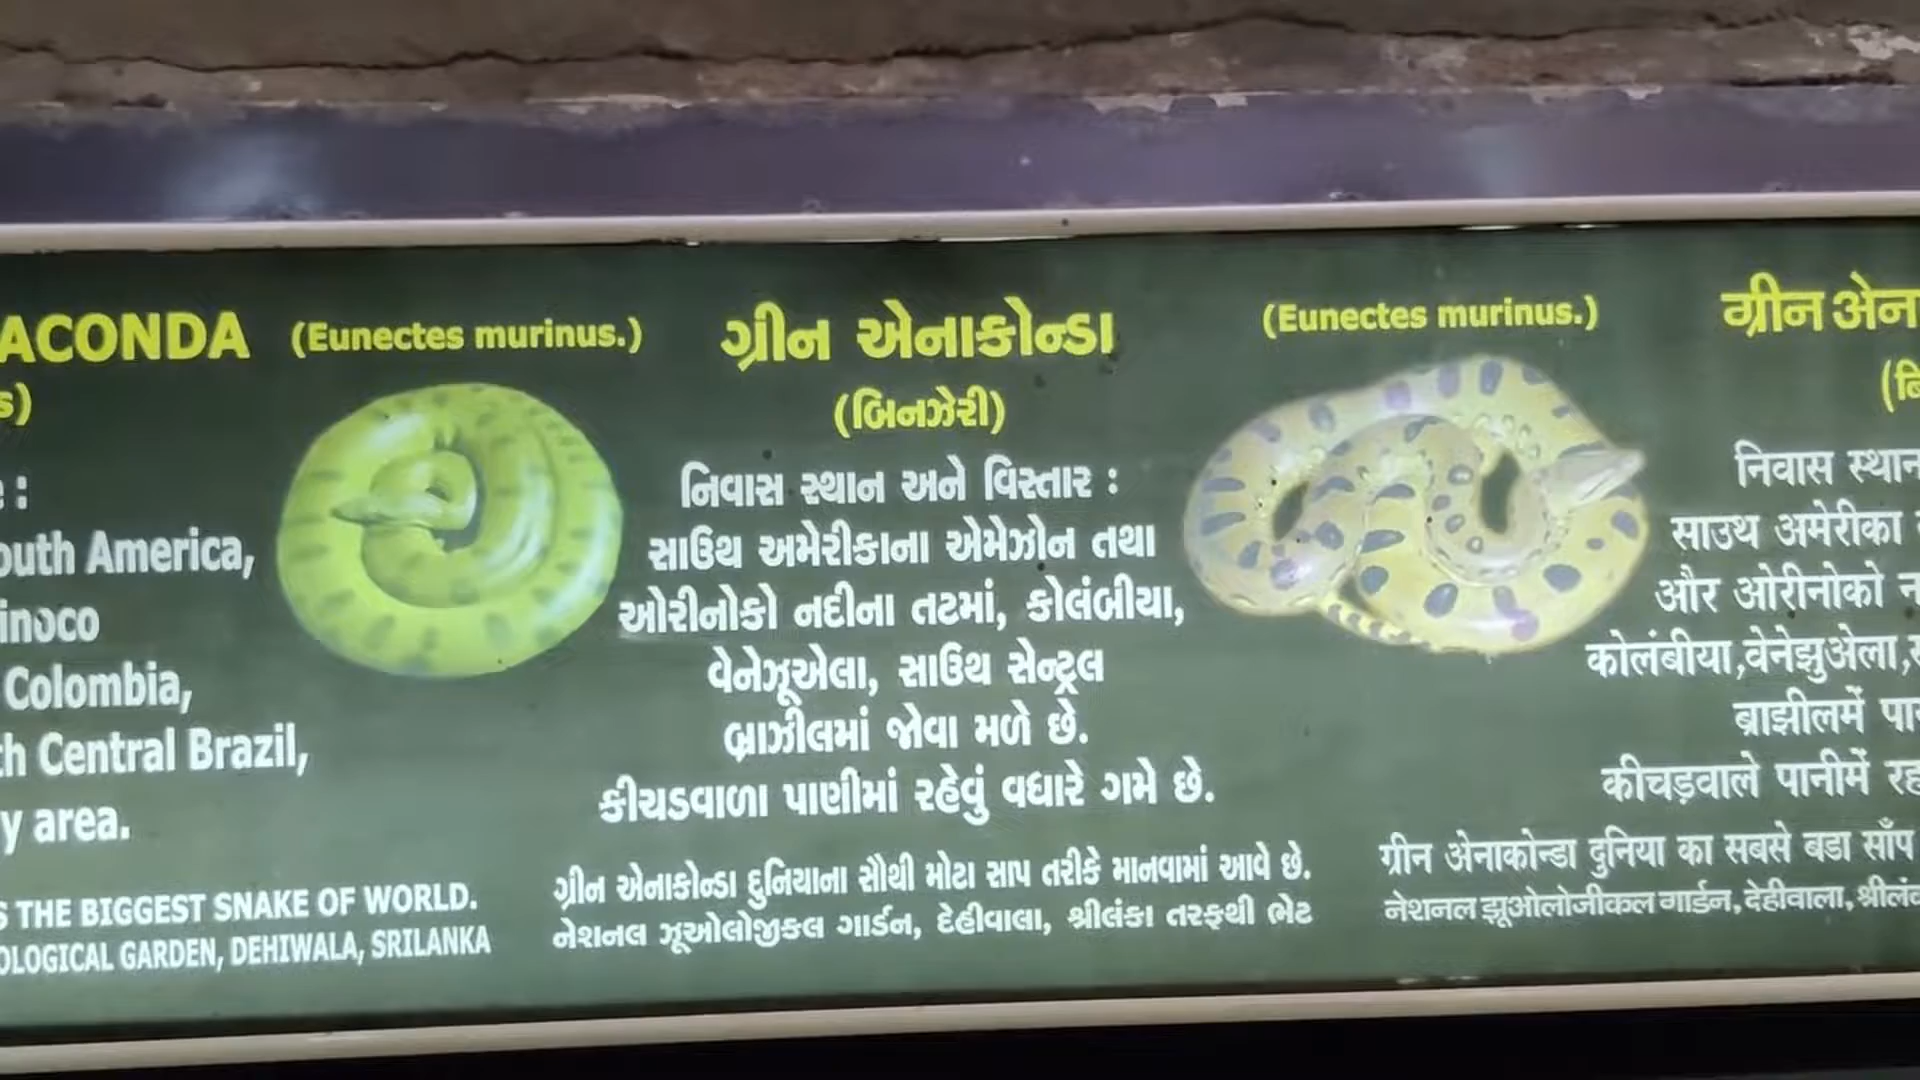 ACONDA
(Eunectes murinus.)
s)
:
outh America,
inoco
Colombia,
th Central Brazil,
y area.
S THE BIGGEST SNAKE OF WORLD.
OLOGICAL GARDEN, DEHIWALA, SRILANKA
ગ્રીન એનાકોન્ડા
(બિનઝેરી)
નિવાસ સ્થાન અને વિસ્તાર :
સાઉથ અમેરીકાના એમેઝોન તથા
ઓરીનોકો નદીના તટમાં, કોલંબીયા,
વેનેઝૂએલા, સાઉથ સેન્ટ્રલ
બ્રાઝીલમાં જોવા મળે છે.
કીચડવાળા પાણીમાં રહેવું વધારે ગમે છે.
ગ્રીન એનાકોન્ડા દુનિયાના સૌથી મોટા સાપ તરીકે માનવામાં આવે છે.
નેશનલ ઝૂઓલોજીકલ ગાર્ડન, દેહીવાલા, શ્રીલંકા તરફથી ભેટ
(Eunectes murinus.)
ग्रीन अेन
निवास स्थान
साउथ अमेरीका
और ओरीनोको
कोलंबीया,वेनेझुअेला,
ब्राझीलमें
कीचड़वाले पानीमें
ग्रीन अेनाकोन्डा दुनिया का सबसे बडा साँप
नेशनल झूओलोजीकल गार्डन, देहीवाला,